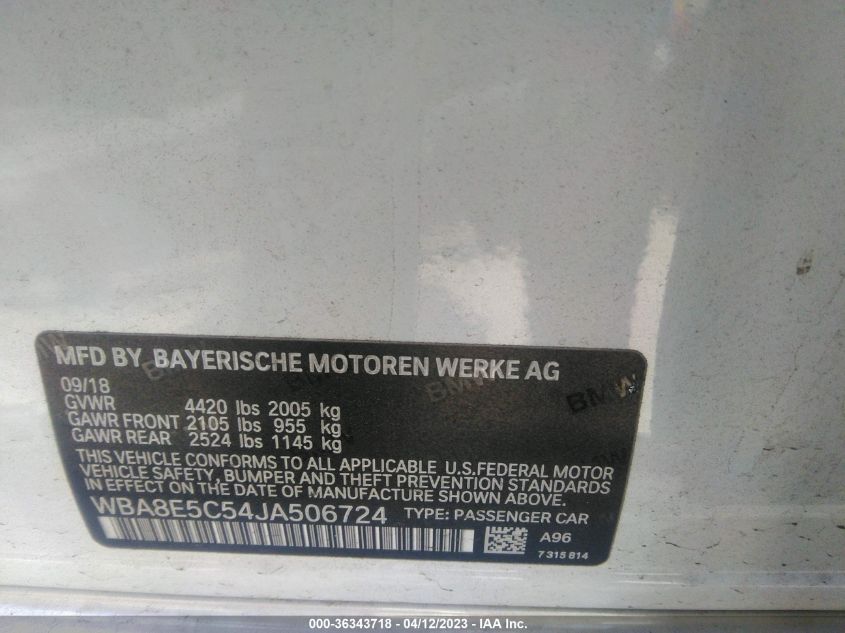 MFD BY BAYERISCHE MOTOREN WERKE AG
09/18
GVWR 4420 lbs 2005 kg
GAWR FRONT 2105 lbs 955 kg
GAWR REAR 2524 lbs 1145 kg
THIS VEHICLE CONFORMS TO ALL APPLICABLE U.S.FEDERAL MOTOR
VEHICLE SAFETY, BUMPER AND THEFT PREVENTION STANDARDS
IN EFFECT ON THE DATE OF MANUFACTURE SHOWN ABOVE.
WBA8E5C54JA506724 TYPE: PASSENGER CAR
A96
7315814
BMW
BMW
BMW
000-36343718 - 04/12/2023 - IAA Inc.